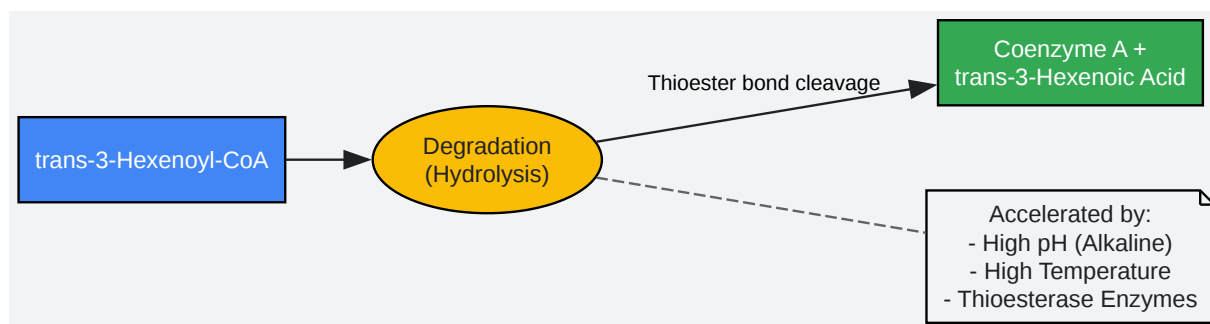 trans-3-Hexenoyl-CoA
Degradation
(Hydrolysis)
Thioester bond cleavage
Coenzyme A +
trans-3-Hexenoic Acid
Accelerated by:
- High pH (Alkaline)
- High Temperature
- Thioesterase Enzymes